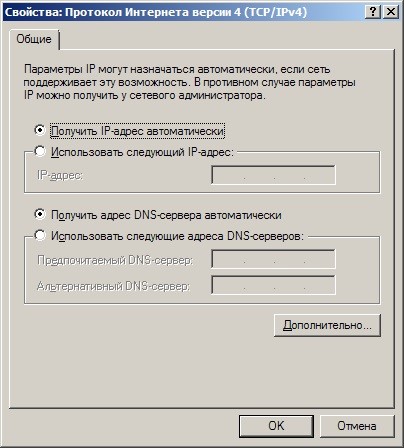 Свойства: Протокол Интернета версии 4 (TCP/IPv4)
Общие
Параметры IP могут назначаться автоматически, если сеть
поддерживает эту возможность. В противном случае параметры
IP можно получить у сетевого администратора.
Получить IP-адрес автоматически
Использовать следующий IP-адрес:
IP-адрес:
Получить адрес DNS-сервера автоматически
Использовать следующие адреса DNS-серверов:
Предпочитаемый DNS-сервер:
Альтернативный DNS-сервер:
Дополнительно...
OK
Отмена